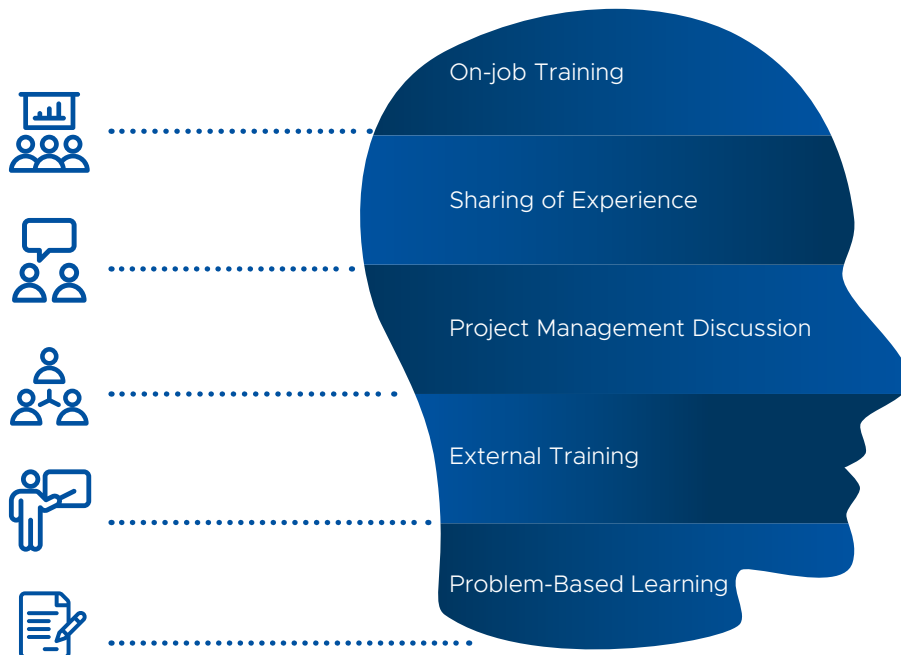 On-job Training
Sharing of Experience
Project Management Discussion
External Training
Problem-Based Learning